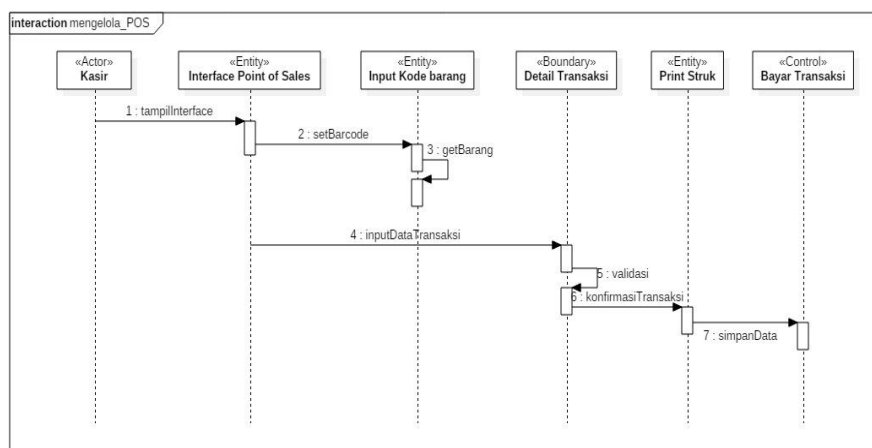 interaction mengelola_POS
«Actor»
Kasir
«Entity»
Interface Point of Sales
«Entity»
Input Kode barang
«Boundary»
Detail Transaksi
«Entity»
Print Struk
«Control»
Bayar Transaksi
1 : tampilInterface
2 : setBarcode
3 : getBarang
4 : inputDataTransaksi
5 : validasi
6 : konfirmasiTransaksi
7 : simpanData